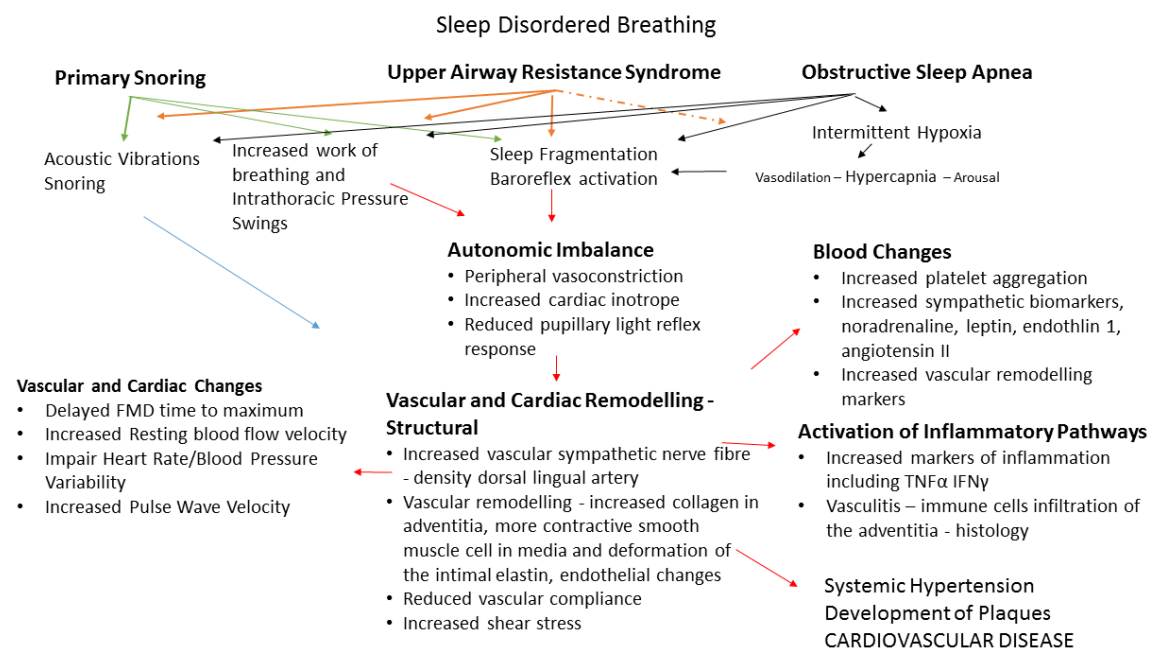 Sleep Disordered Breathing
Primary Snoring
Upper Airway Resistance Syndrome
Obstructive Sleep Apnea
Acoustic Vibrations
Snoring
Increased work of
breathing and
Intrathoracic Pressure
Swings
Sleep Fragmentation
Baroreflex activation
Intermittent Hypoxia
Vasodilation – Hypercapnia – Arousal
Autonomic Imbalance
• Peripheral vasoconstriction
• Increased cardiac inotrope
• Reduced pupillary light reflex
response
Blood Changes
• Increased platelet aggregation
• Increased sympathetic biomarkers,
noradrenaline, leptin, endothlin 1,
angiotensin II
• Increased vascular remodelling
markers
Vascular and Cardiac Changes
• Delayed FMD time to maximum
• Increased Resting blood flow velocity
• Impair Heart Rate/Blood Pressure
Variability
• Increased Pulse Wave Velocity
Vascular and Cardiac Remodelling -
Structural
• Increased vascular sympathetic nerve fibre
- density dorsal lingual artery
• Vascular remodelling - increased collagen in
adventitia, more contractive smooth
muscle cell in media and deformation of
the intimal elastin, endothelial changes
• Reduced vascular compliance
• Increased shear stress
Activation of Inflammatory Pathways
• Increased markers of inflammation
including TNFα IFNγ
• Vasculitis – immune cells infiltration of
the adventitia - histology
Systemic Hypertension
Development of Plaques
CARDIOVASCULAR DISEASE